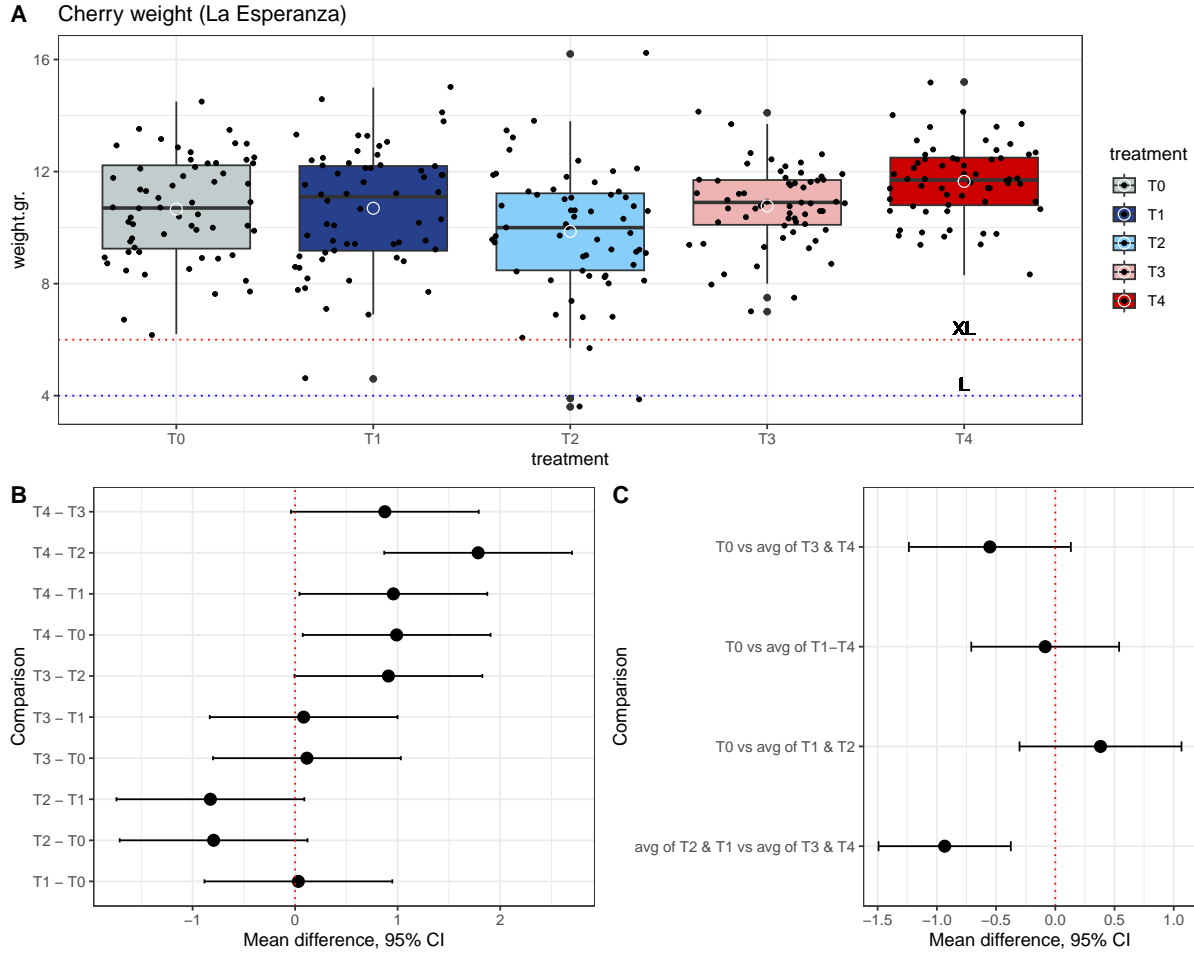 A Cherry weight (La Esperanza)
16
12
8
4
weight.gr.
XL
L
T0 T1 T2 T3 T4
treatment
treatment
T0
T1
T2
T3
T4
B
Comparison
T4 − T3
T4 − T2
T4 − T1
T4 − T0
T3 − T2
T3 − T1
T3 − T0
T2 − T1
T2 − T0
T1 − T0
−1 0 1 2
Mean difference, 95% CI
C
Comparison
T0 vs avg of T3 & T4
T0 vs avg of T1−T4
T0 vs avg of T1 & T2
avg of T2 & T1 vs avg of T3 & T4
−1.5 −1.0 −0.5 0.0 0.5 1.0
Mean difference, 95% CI